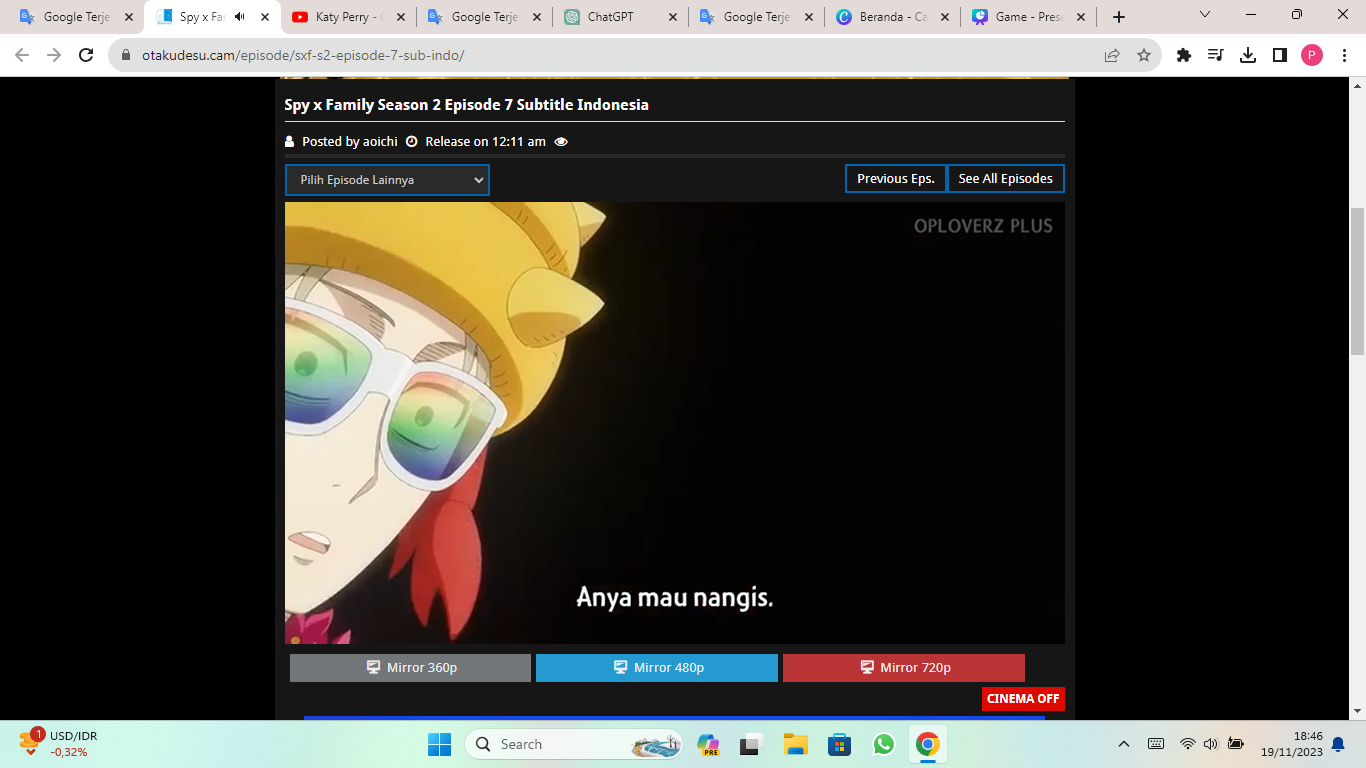 Google Terje
Spy x Fa
Katy Perry - 
Google Terje
ChatGPT
Google Terje
Beranda - Ca
Game - Pres
otakudesu.cam/episode/sxf-s2-episode-7-sub-indo/
P
Spy x Family Season 2 Episode 7 Subtitle Indonesia
Posted by aoichi Release on 12:11 am
Pilih Episode Lainnya
Previous Eps. See All Episodes
OPLOVERZ PLUS
Anya mau nangis.
Mirror 360p Mirror 480p Mirror 720p
CINEMA OFF
1
USD/IDR
-0,32%
Search
PRE
18:46
19/11/2023